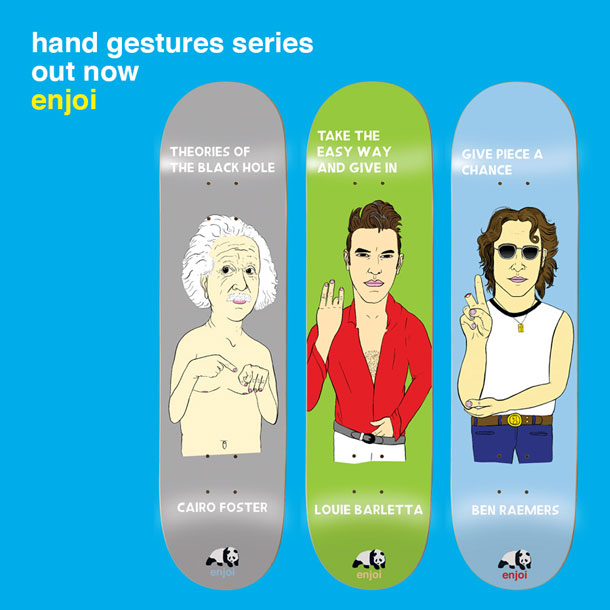 hand gestures series
out now
enjoi
THEORIES OF
THE BLACK HOLE
CAIRO FOSTER
enjoi
TAKE THE
EASY WAY
AND GIVE IN
LOUIE BARLETTA
enjoi
GIVE PIECE A
CHANCE
BEN RAEMERS
enjoi